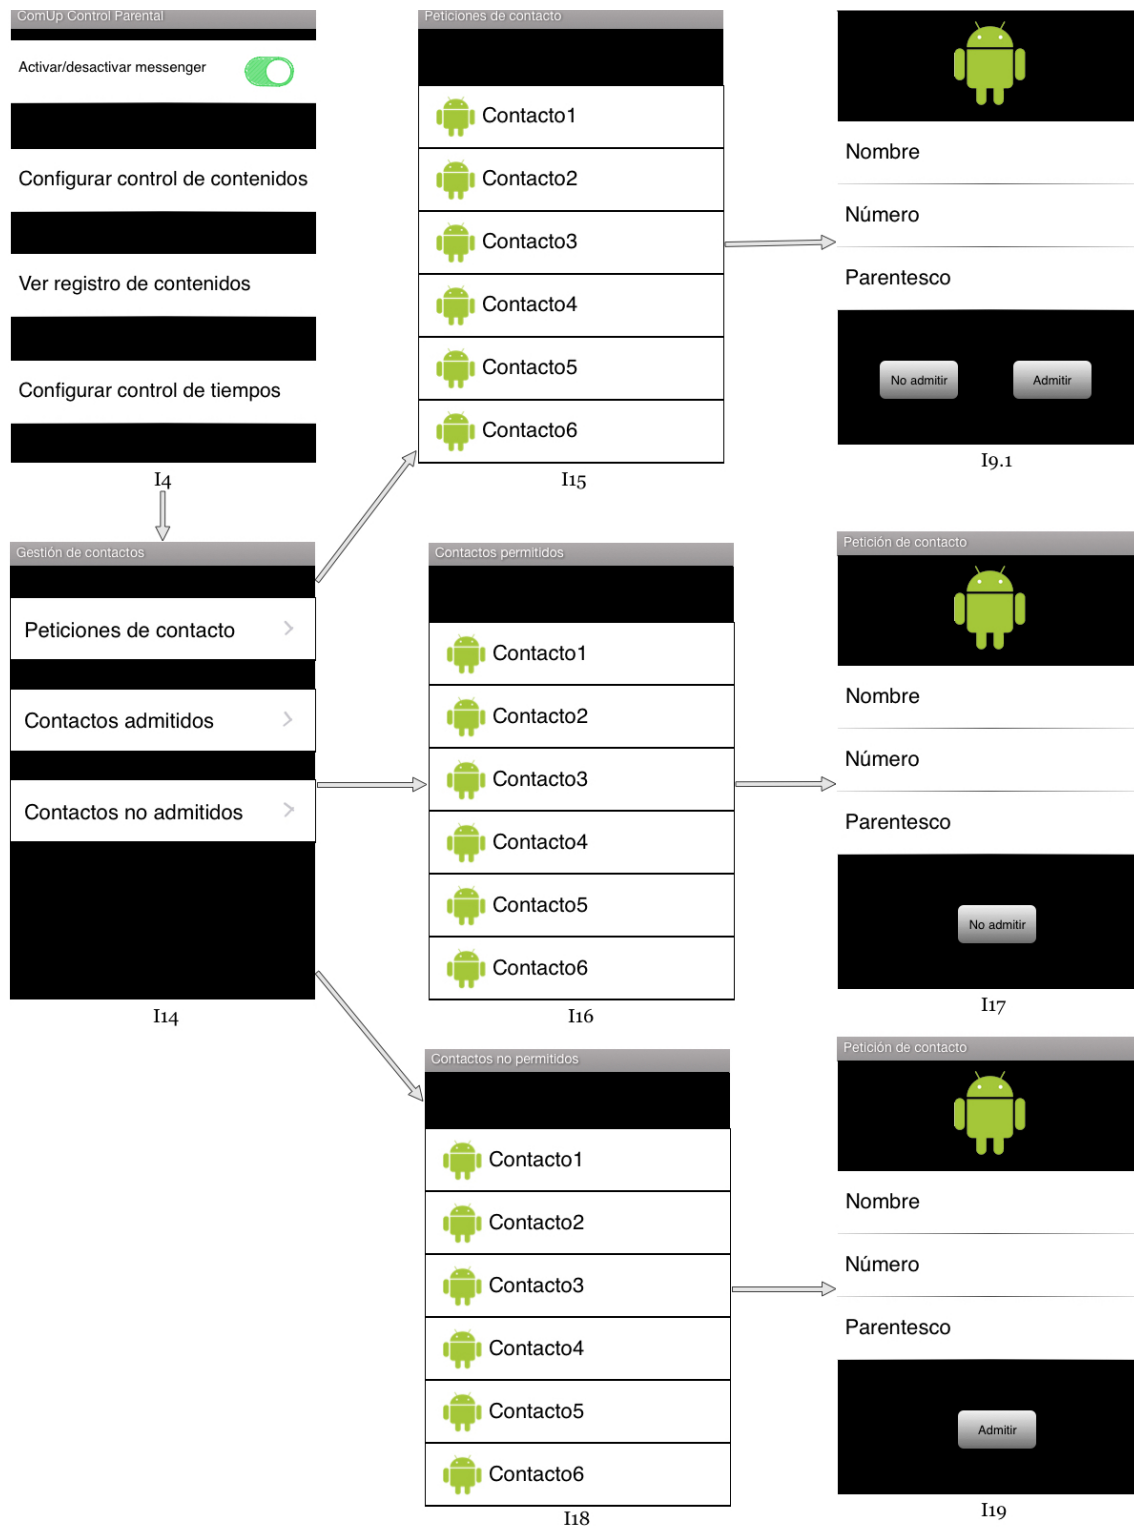 ComUp Control Parental
Activar/desactivar messenger
Configurar control de contenidos
Ver registro de contenidos
Configurar control de tiempos
I4
Peticiones de contacto
Contacto1
Contacto2
Contacto3
Contacto4
Contacto5
Contacto6
I15
Nombre
Número
Parentesco
No admitir
Admitir
I9.1
Gestión de contactos
Peticiones de contacto
Contactos admitidos
Contactos no admitidos
I14
Contactos permitidos
Contacto1
Contacto2
Contacto3
Contacto4
Contacto5
Contacto6
I16
Petición de contacto
Nombre
Número
Parentesco
No admitir
I17
Contactos no permitidos
Contacto1
Contacto2
Contacto3
Contacto4
Contacto5
Contacto6
I18
Petición de contacto
Nombre
Número
Parentesco
Admitir
I19